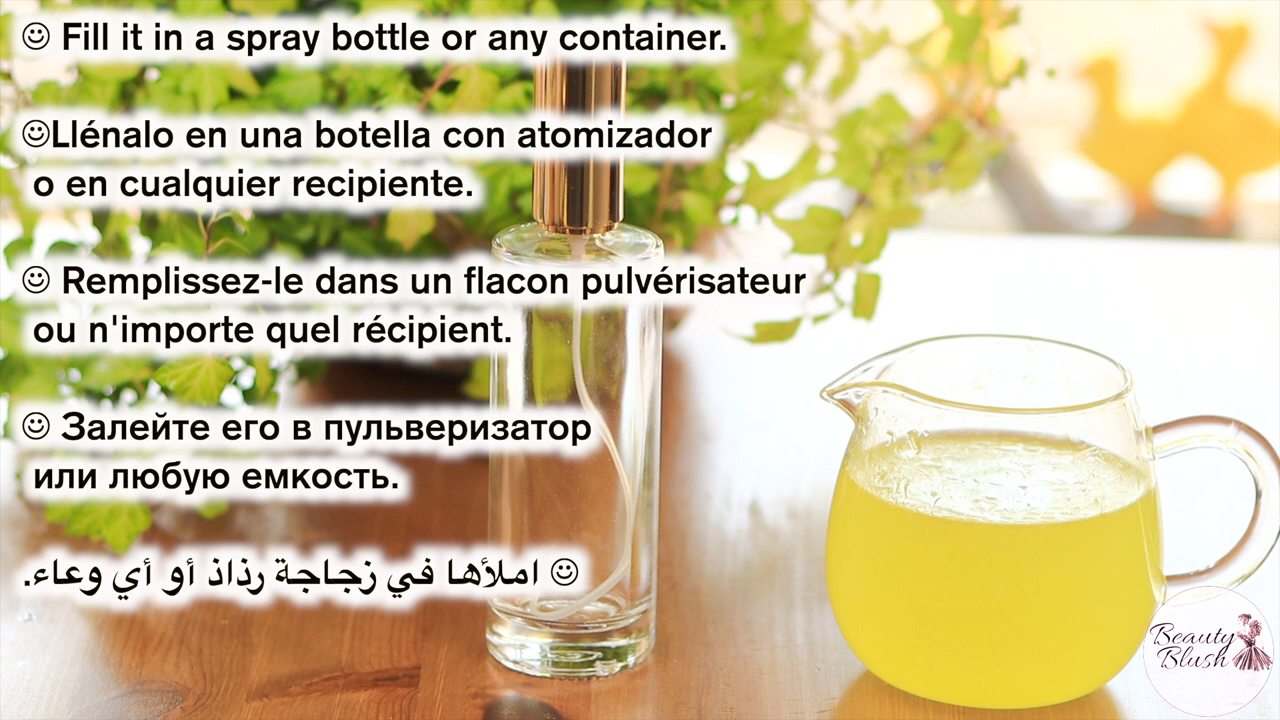 ☺ Fill it in a spray bottle or any container.
☺Llénalo en una botella con atomizador
o en cualquier recipiente.
☺ Remplissez-le dans un flacon pulvérisateur
ou n'importe quel récipient.
☺ Залейте его в пульверизатор
или любую емкость.
☺ املأها في زجاجة رذاذ أو أي وعاء.
Beauty
Blush